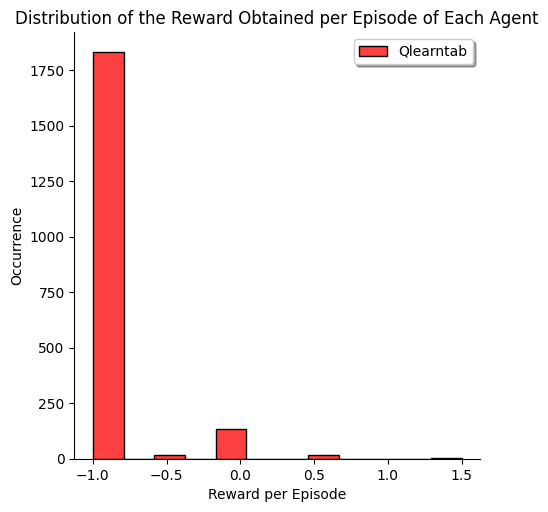 Distribution of the Reward Obtained per Episode of Each Agent
Qlearntab
1750
1500
1250
1000
750
500
250
0
Occurrence
−1.0 −0.5 0.0 0.5 1.0 1.5
Reward per Episode